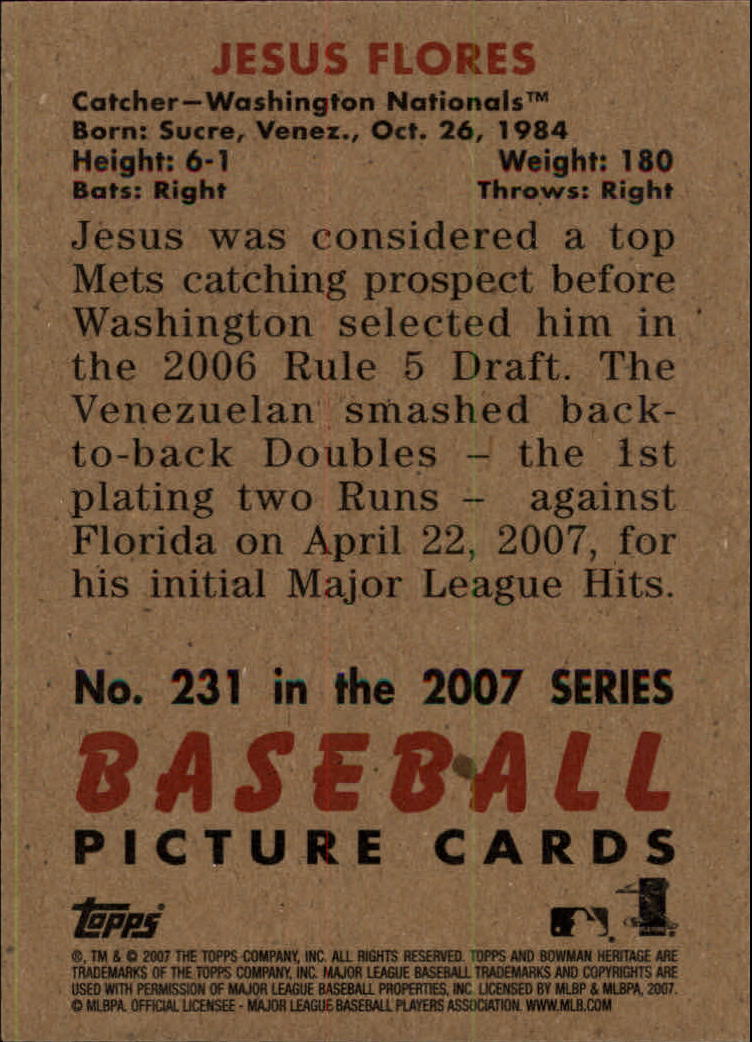 JESUS FLORES
Catcher—Washington Nationals™
Born: Sucre, Venez., Oct. 26, 1984
Height: 6-1 Weight: 180
Bats: Right Throws: Right
Jesus was considered a top
Mets catching prospect before
Washington selected him in
the 2006 Rule 5 Draft. The
Venezuelan smashed back-
to-back Doubles – the 1st
plating two Runs – against
Florida on April 22, 2007, for
his initial Major League Hits.
No. 231 in the 2007 SERIES
BASEBALL
PICTURE CARDS
Topps
®, TM & © 2007 THE TOPPS COMPANY, INC. ALL RIGHTS RESERVED. TOPPS AND BOWMAN HERITAGE ARE
TRADEMARKS OF THE TOPPS COMPANY, INC. MAJOR LEAGUE BASEBALL TRADEMARKS AND COPYRIGHTS ARE
USED WITH PERMISSION OF MAJOR LEAGUE BASEBALL PROPERTIES, INC. LICENSED BY MLBP & MLBPA, 2007.
© MLBPA. OFFICIAL LICENSEE - MAJOR LEAGUE BASEBALL PLAYERS ASSOCIATION. WWW.MLB.COM